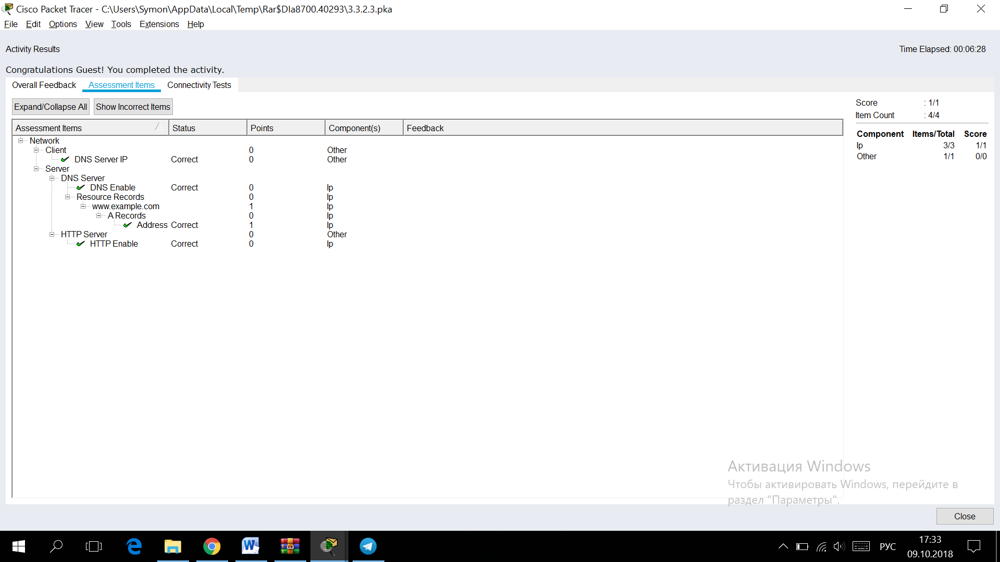 Cisco Packet Tracer - C:\Users\Symon\AppData\Local\Temp\Rar$DIa8700.40293\3.3.2.3.pka
File Edit Options View Tools Extensions Help
Activity Results
Time Elapsed: 00:06:28
Congratulations Guest! You completed the activity.
Overall Feedback Assessment Items Connectivity Tests
Expand/Collapse All Show Incorrect Items
Assessment Items Status Points Component(s) Feedback
Network
Client 0 Other
DNS Server IP Correct 0 Other
Server
DNS Server
DNS Enable Correct 0 Ip
Resource Records 0 Ip
www.example.com 1 Ip
A Records 0 Ip
Address Correct 1 Ip
HTTP Server 0 Other
HTTP Enable Correct 0 Ip
Score : 1/1
Item Count : 4/4
Component Items/Total Score
Ip 3/3 1/1
Other 1/1 0/0
Активация Windows
Чтобы активировать Windows, перейдите в
раздел "Параметры".
Close
РУС
17:33
09.10.2018